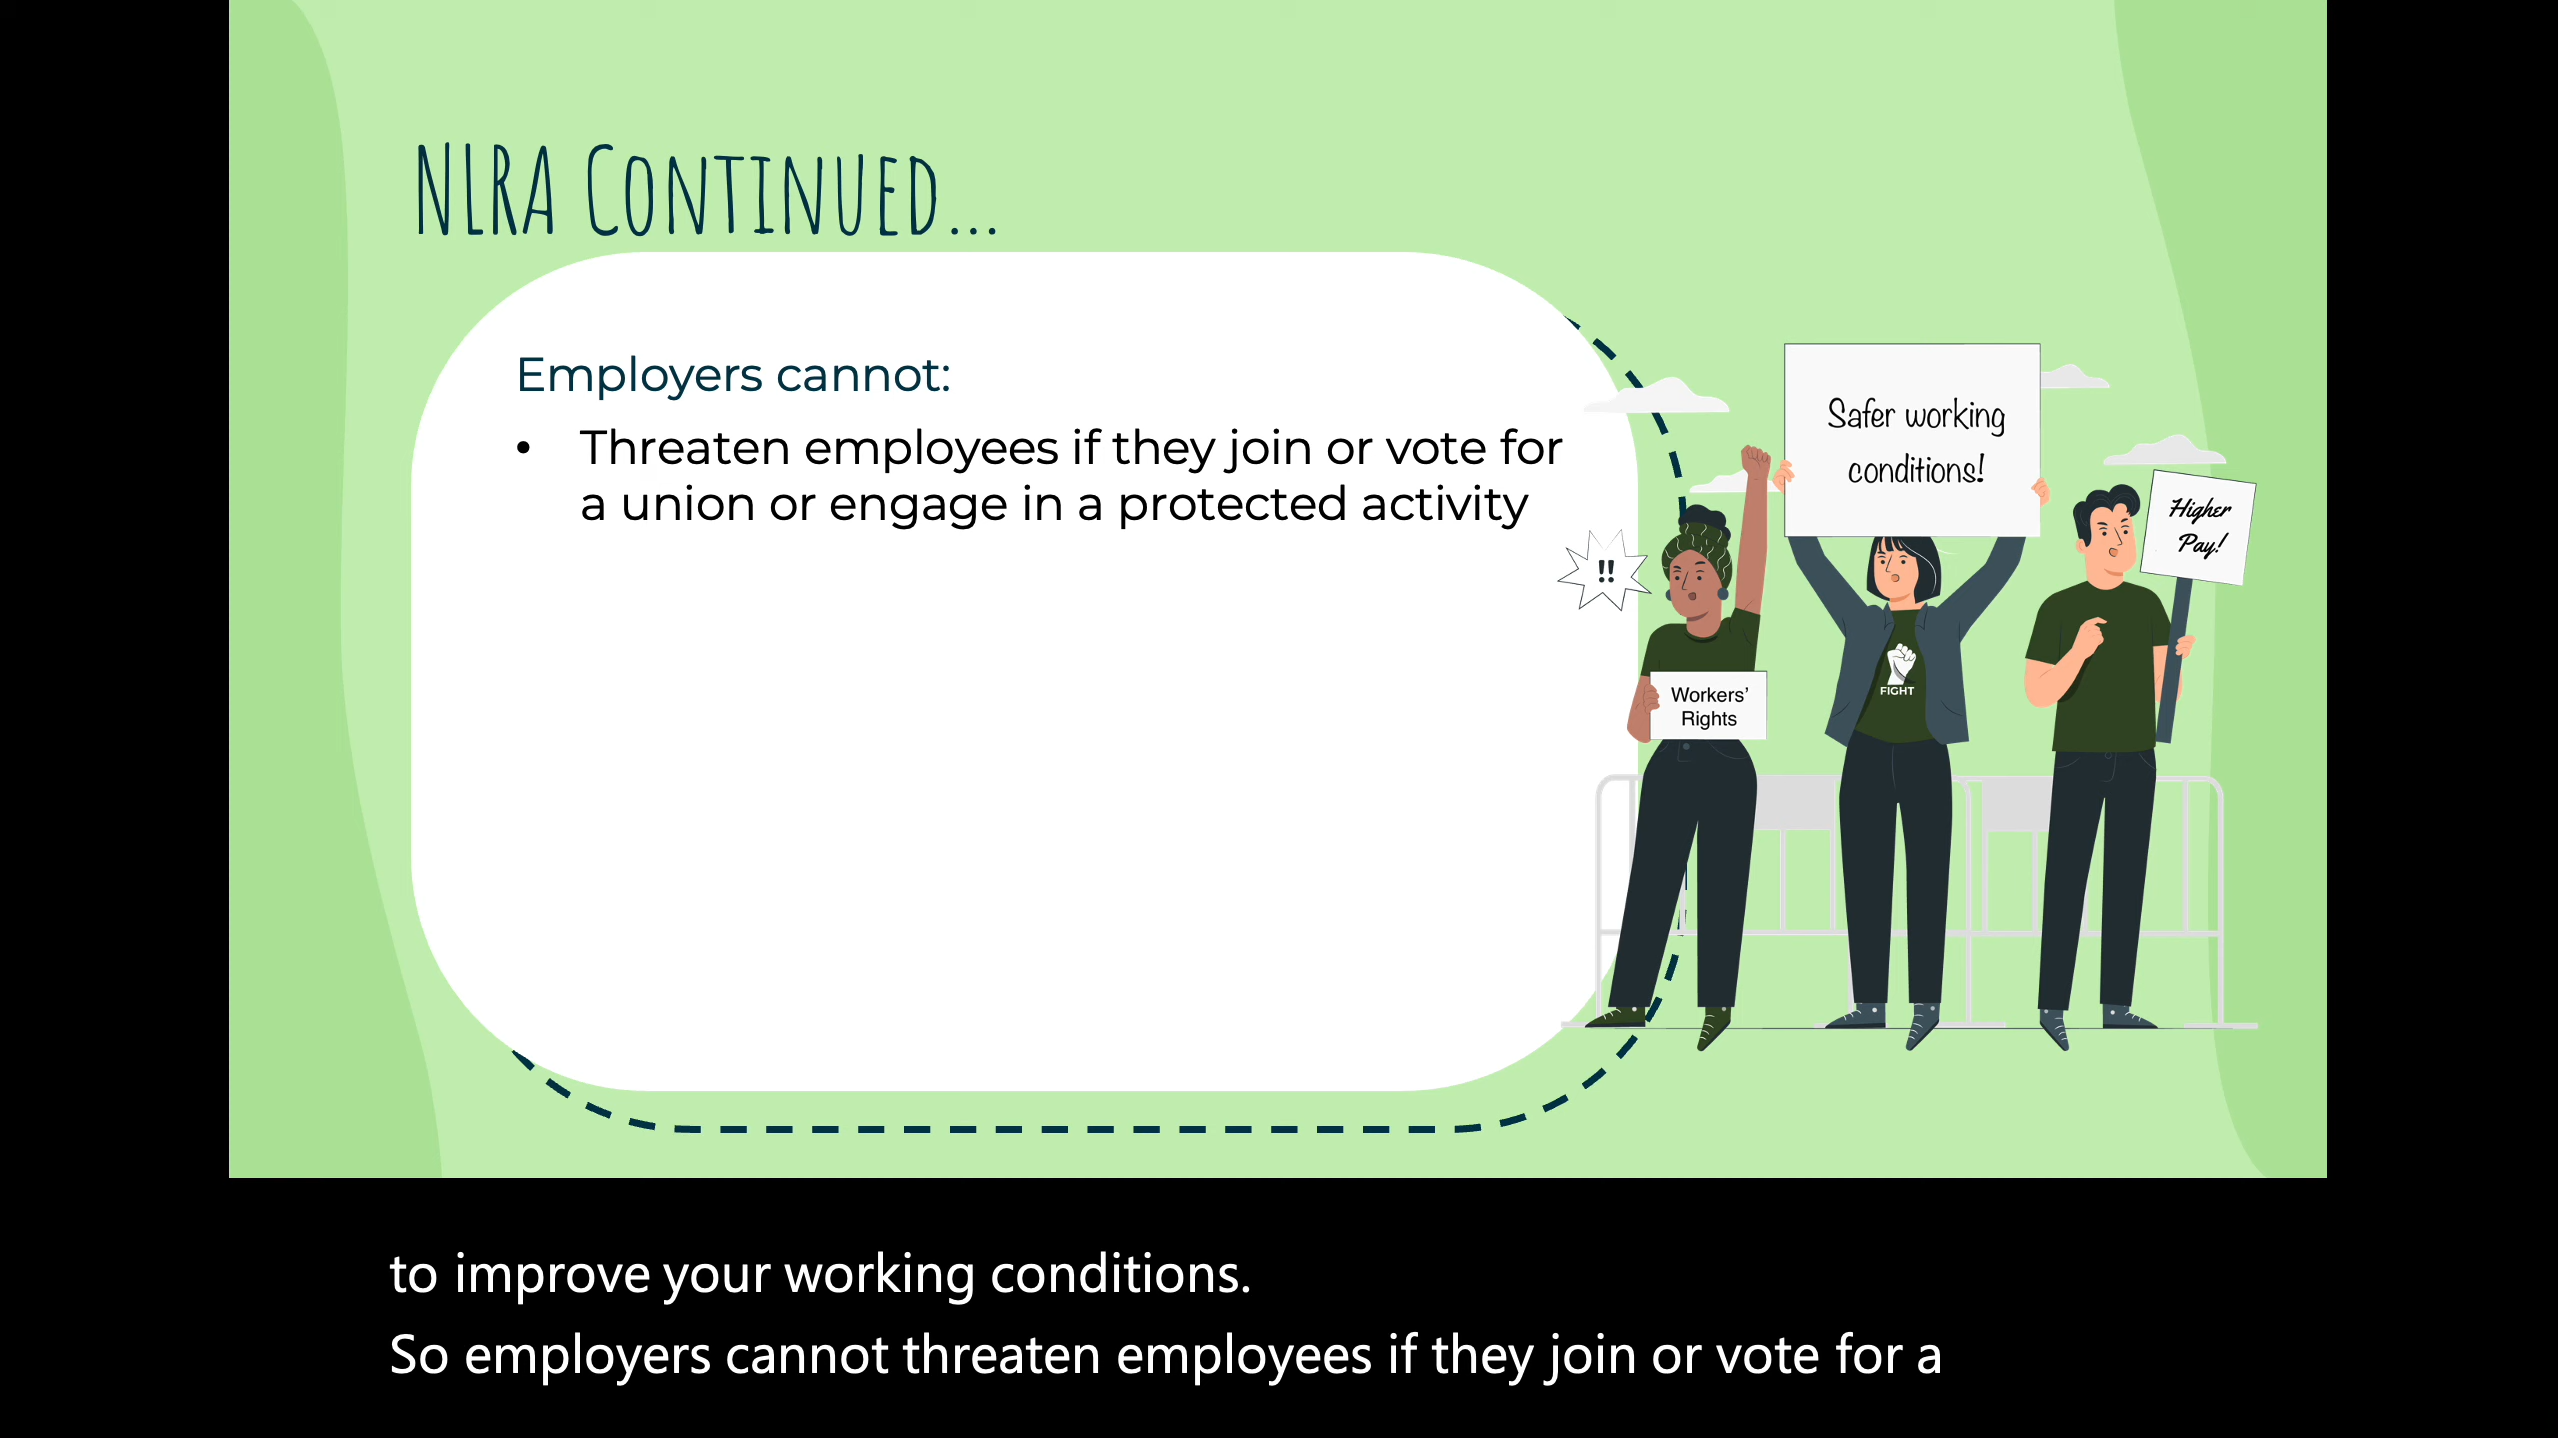 NLRA Continued...
Employers cannot:
• Threaten employees if they join or vote for
a union or engage in a protected activity
Safer working
conditions!
Higher
Pay!
!!
FIGHT
Workers'
Rights
to improve your working conditions.
So employers cannot threaten employees if they join or vote for a